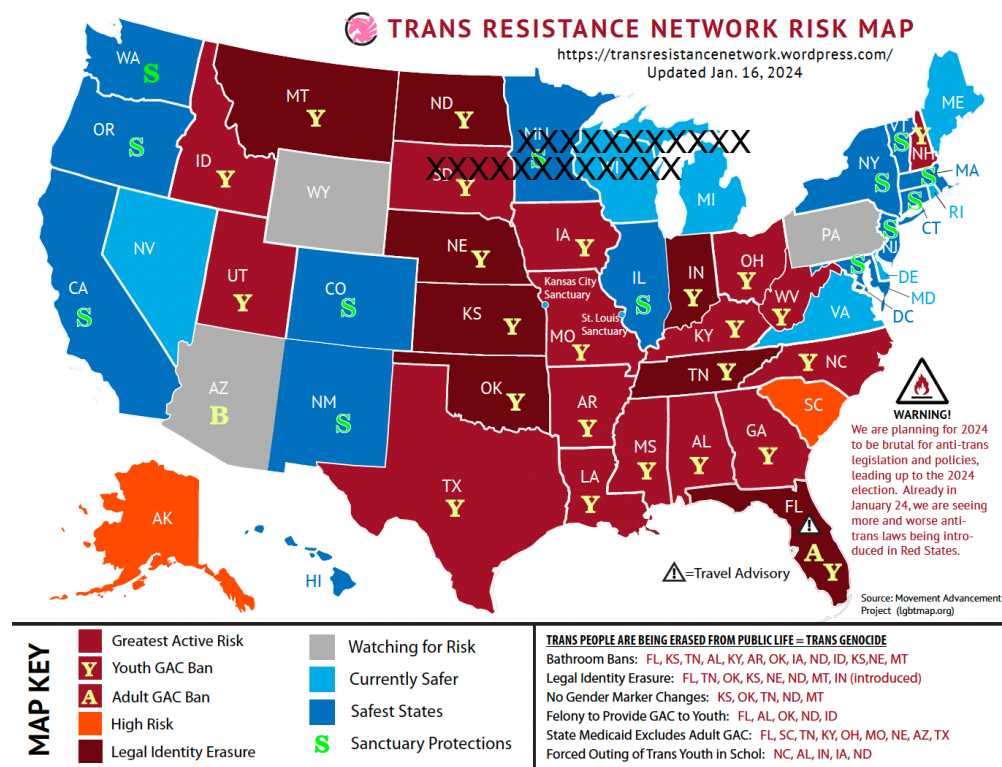 TRANS RESISTANCE NETWORK RISK MAP
https://transresistancenetwork.wordpress.com/
Updated Jan. 16, 2024
WA
S
OR
S
ID
Y
MT
Y
ND
Y
MN
S
XXXXXXXXXXXXX
SD
Y
XXXXXXXXXXXXXX
WY
NV
UT
Y
CA
S
CO
S
AZ
B
NM
S
NE
Y
KS
Y
OK
Y
TX
Y
IA
Y
Kansas City
Sanctuary
St. Louis
Sanctuary
MO
Y
AR
Y
LA
Y
MI
IL
S
IN
Y
OH
Y
WV
Y
KY
Y
TN
Y
MS
Y
AL
Y
GA
Y
FL
A
Y
SC
Y
NC
VA
PA
NY
S
VT
S
NH
Y
ME
S
MA
RI
S
CT
S
NJ
DE
S
MD
DC
AK
HI
WARNING!
We are planning for 2024
to be brutal for anti-trans
legislation and policies,
leading up to the 2024
election. Already in
January 24, we are seeing
more and worse anti-
trans laws being intro-
duced in Red States.
=Travel Advisory
Source: Movement Advancement
Project (lgbtmap.org)
MAP KEY
Greatest Active Risk
Y Youth GAC Ban
A Adult GAC Ban
High Risk
Legal Identity Erasure
Watching for Risk
Currently Safer
Safest States
S Sanctuary Protections
TRANS PEOPLE ARE BEING ERASED FROM PUBLIC LIFE = TRANS GENOCIDE
Bathroom Bans: FL, KS, TN, AL, KY, AR, OK, IA, ND, ID, KS,NE, MT
Legal Identity Erasure: FL, TN, OK, KS, NE, ND, MT, IN (introduced)
No Gender Marker Changes: KS, OK, TN, ND, MT
Felony to Provide GAC to Youth: FL, AL, OK, ND, ID
State Medicaid Excludes Adult GAC: FL, SC, TN, KY, OH, MO, NE, AZ, TX
Forced Outing of Trans Youth in Schol: NC, AL, IN, IA, ND